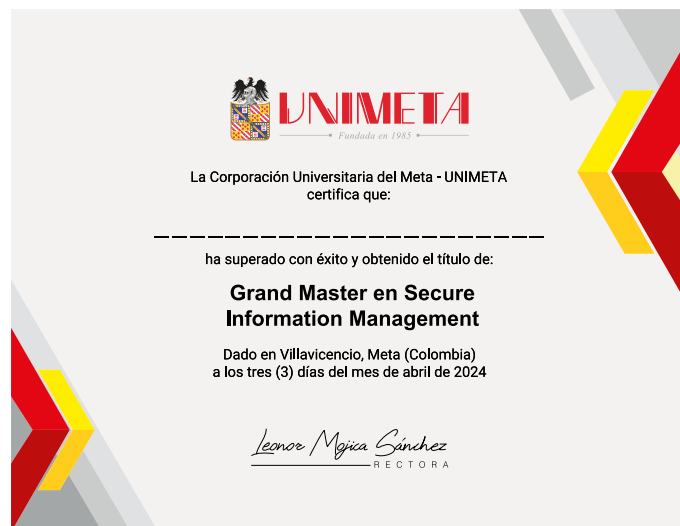 UNIMETA
Fundada en 1985
La Corporación Universitaria del Meta - UNIMETA
certifica que:
ha superado con éxito y obtenido el título de:
Grand Master en Secure
Information Management
Dado en Villavicencio, Meta (Colombia)
a los tres (3) días del mes de abril de 2024
Leonor Mojica Sánchez
RECTORA